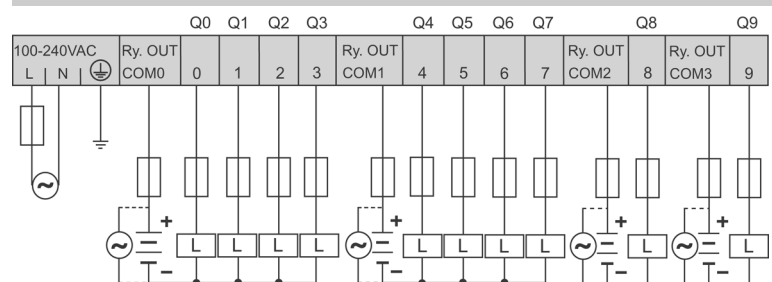 Q0 Q1 Q2 Q3 Q4 Q5 Q6 Q7 Q8 Q9
100-240VAC Ry. OUT Ry. OUT Ry. OUT Ry. OUT
L N COM0 0 1 2 3 COM1 4 5 6 7 COM2 8 COM3 9
~
+ + + +
~ L L L L ~ L L L L ~ L ~ L
− − − −